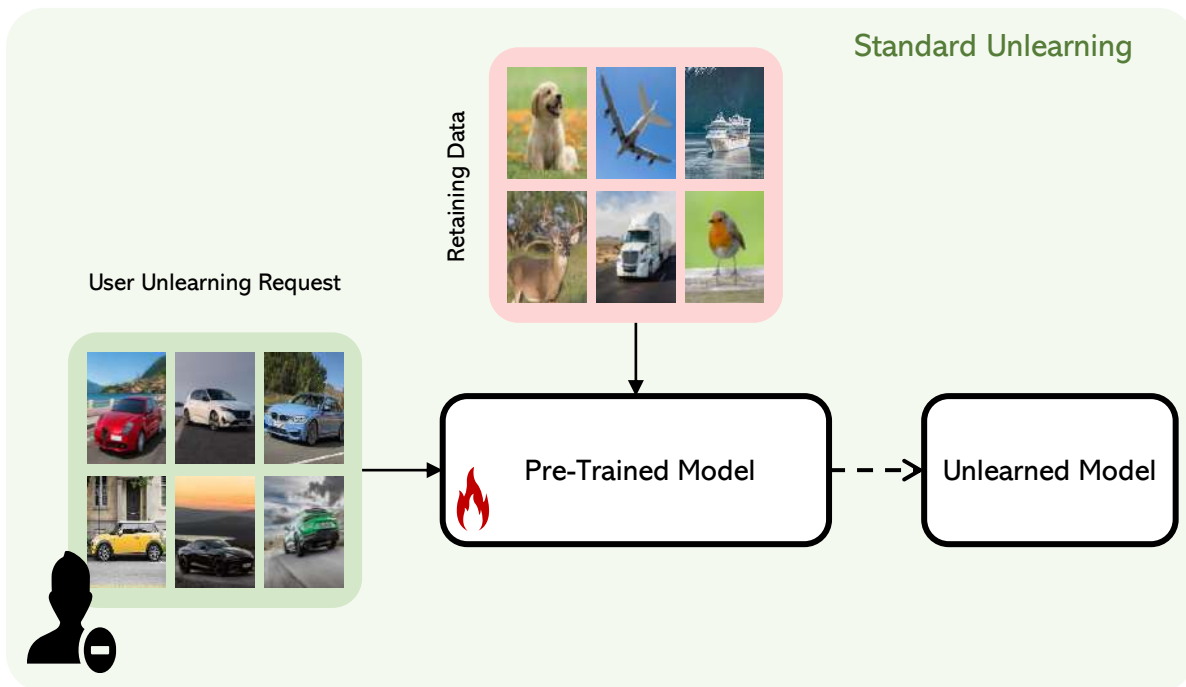 Standard Unlearning
Retaining Data
User Unlearning Request
Pre-Trained Model
Unlearned Model